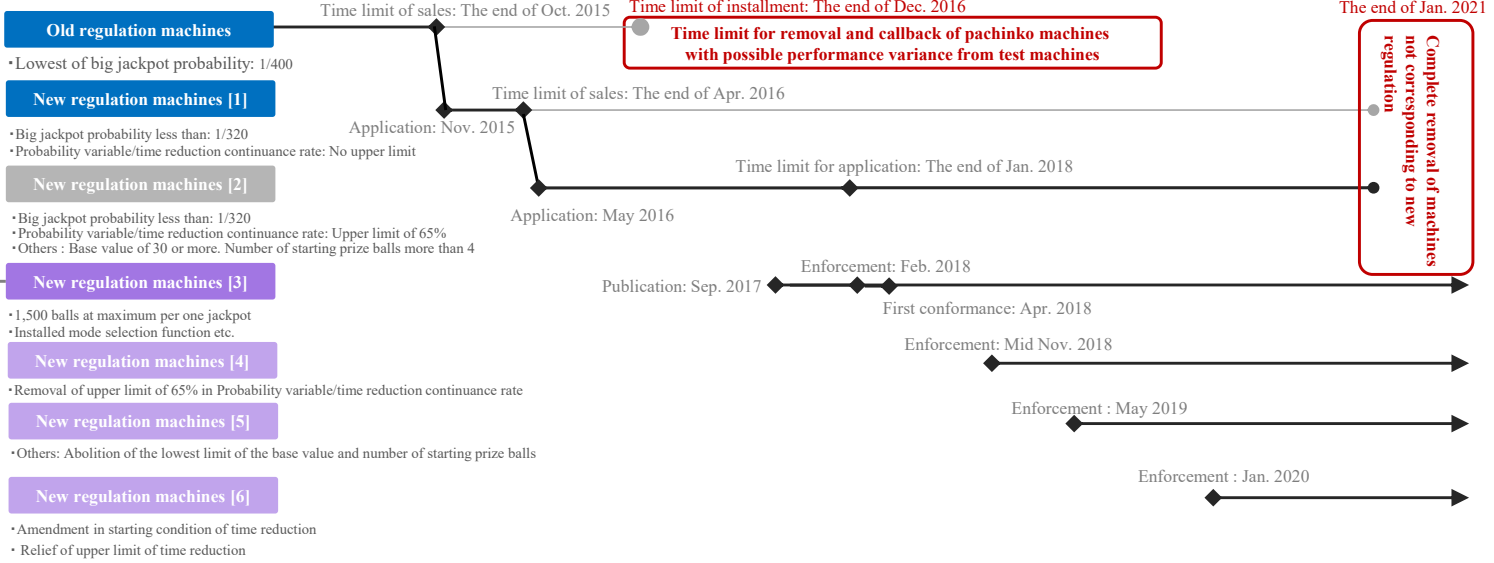 Time limit of sales: The end of Oct. 2015
Time limit of installment: The end of Dec. 2016
The end of Jan. 2021
Old regulation machines
Time limit for removal and callback of pachinko machines
with possible performance variance from test machines
Complete removal of machines
not corresponding to new
regulation
・Lowest of big jackpot probability: 1/400
New regulation machines [1]
Time limit of sales: The end of Apr. 2016
Application: Nov. 2015
・Big jackpot probability less than: 1/320
・Probability variable/time reduction continuance rate: No upper limit
New regulation machines [2]
Time limit for application: The end of Jan. 2018
Application: May 2016
・Big jackpot probability less than: 1/320
・Probability variable/time reduction continuance rate: Upper limit of 65%
・Others : Base value of 30 or more. Number of starting prize balls more than 4
New regulation machines [3]
Publication: Sep. 2017
Enforcement: Feb. 2018
First conformance: Apr. 2018
・1,500 balls at maximum per one jackpot
・Installed mode selection function etc.
New regulation machines [4]
Enforcement: Mid Nov. 2018
・Removal of upper limit of 65% in Probability variable/time reduction continuance rate
New regulation machines [5]
Enforcement : May 2019
・Others: Abolition of the lowest limit of the base value and number of starting prize balls
New regulation machines [6]
Enforcement : Jan. 2020
・Amendment in starting condition of time reduction
・ Relief of upper limit of time reduction